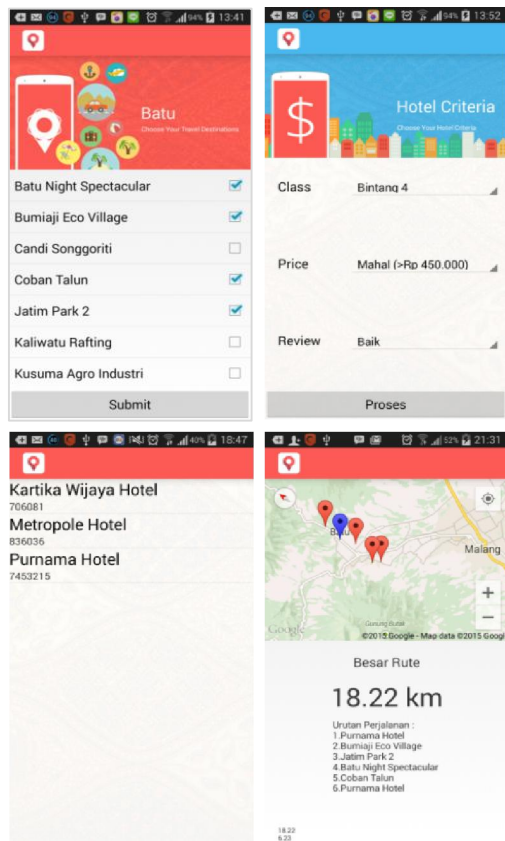 94% 13:41
Batu
Choose Your Travel Destinations
Batu Night Spectacular
Bumiaji Eco Village
Candi Songgoriti
Coban Talun
Jatim Park 2
Kaliwatu Rafting
Kusuma Agro Industri
Submit
94% 13:52
$
Hotel Criteria
Choose Your Hotel Criteria
Class Bintang 4
Price Mahal (>Rp 450.000)
Review Baik
Proses
40% 18:47
Kartika Wijaya Hotel
706081
Metropole Hotel
836036
Purnama Hotel
7453215
52% 21:31
Batu
Malang
Google
©2015 Google - Map data ©2015 Googl
Besar Rute
18.22 km
Urutan Perjalanan :
1.Purnama Hotel
2.Bumiaji Eco Village
3.Jatim Park 2
4.Batu Night Spectacular
5.Coban Talun
6.Purnama Hotel
18.22
6.23